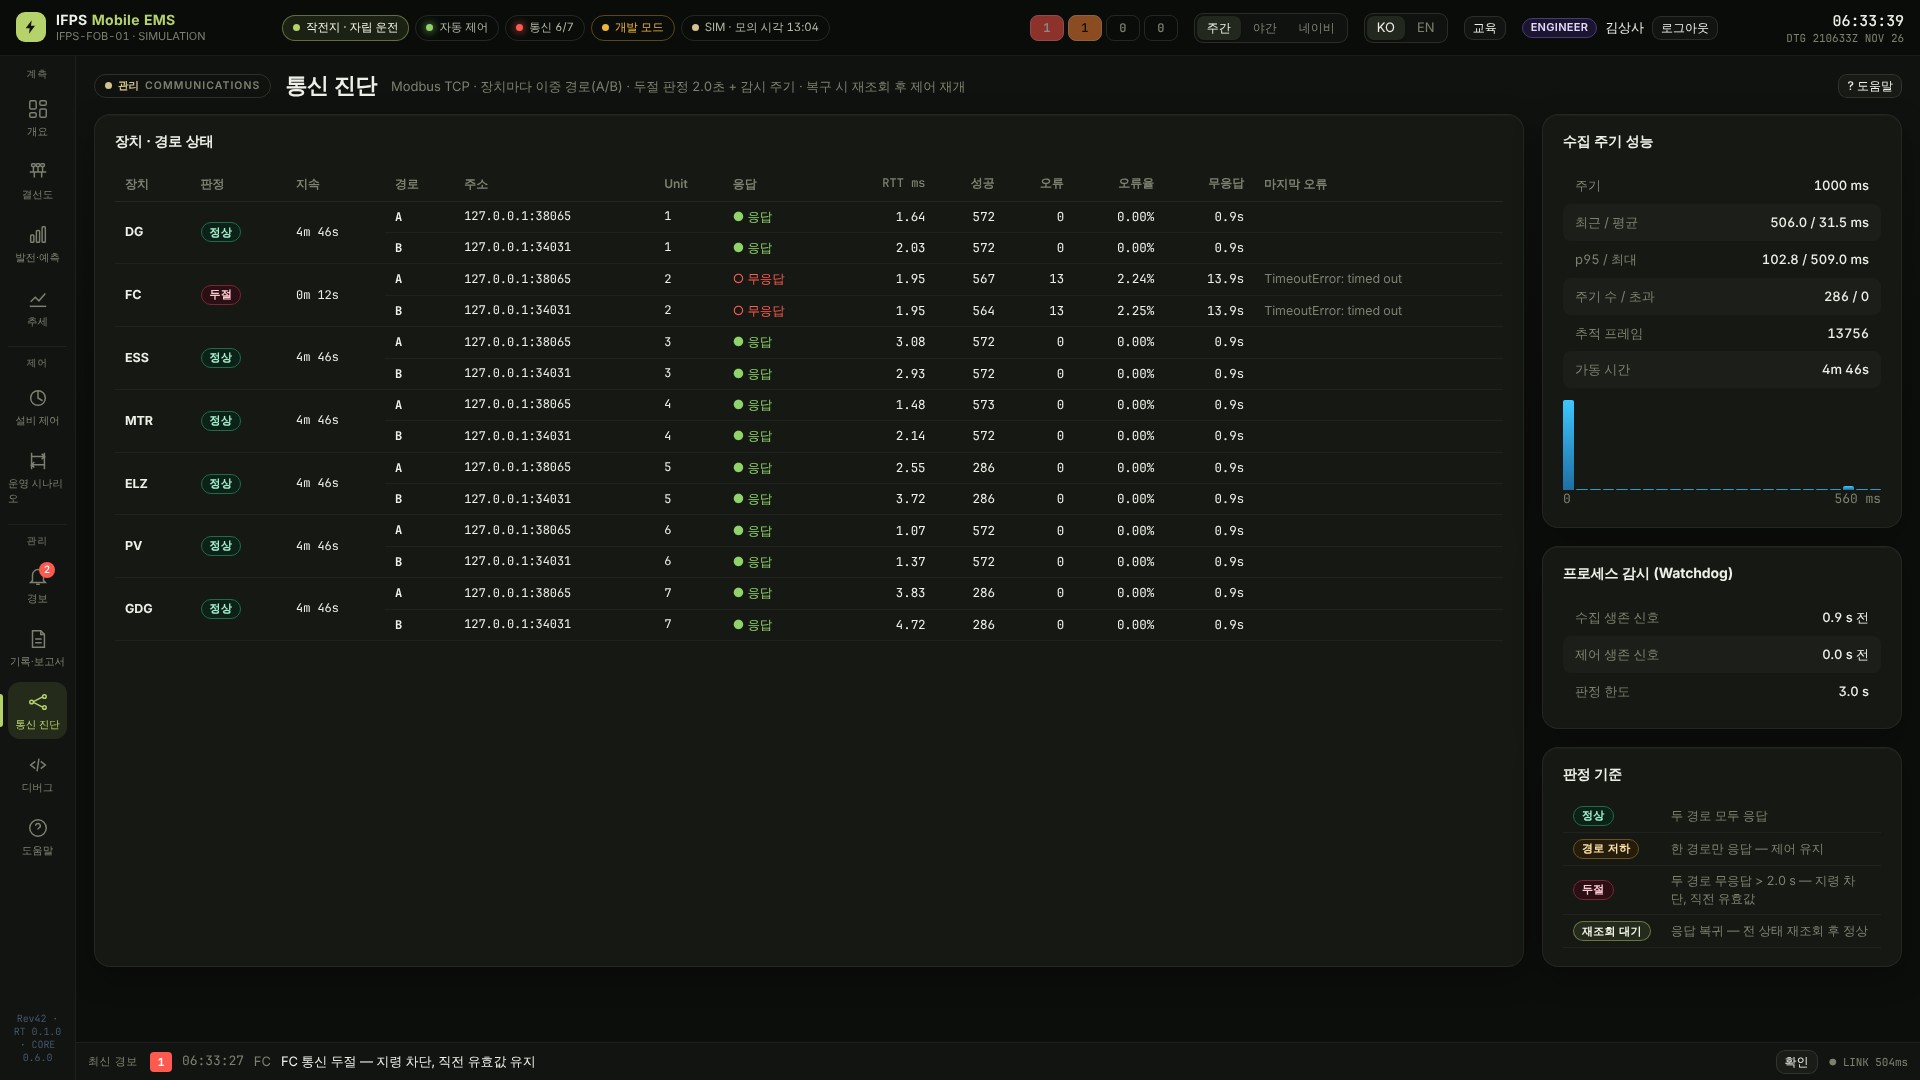 IFPS Mobile EMS
IFPS-FOB-01 · SIMULATION
작전지 · 자립 운전
자동 제어
통신 6/7
개발 모드
SIM · 모의 시각 13:04
1 1 0 0
주간 야간 네이비
KO EN
교육
ENGINEER 김상사 로그아웃
06:33:39
DTG 210633Z NOV 26
계측
개요
결선도
발전·예측
추세
제어
설비 제어
운영 시나리
오
관리
2
경보
기록·보고서
통신 진단
디버그
도움말
Rev42 ·
RT 0.1.0
· CORE
0.6.0
관리 COMMUNICATIONS
통신 진단
Modbus TCP · 장치마다 이중 경로(A/B) · 두절 판정 2.0초 + 감시 주기 · 복구 시 재조회 후 제어 재개
? 도움말
장치 · 경로 상태
장치 판정 지속 경로 주소 Unit 응답 RTT ms 성공 오류 오류율 무응답 마지막 오류
DG 정상 4m 46s A 127.0.0.1:38065 1 응답 1.64 572 0 0.00% 0.9s
B 127.0.0.1:34031 1 응답 2.03 572 0 0.00% 0.9s
FC 두절 0m 12s A 127.0.0.1:38065 2 무응답 1.95 567 13 2.24% 13.9s TimeoutError: timed out
B 127.0.0.1:34031 2 무응답 1.95 564 13 2.25% 13.9s TimeoutError: timed out
ESS 정상 4m 46s A 127.0.0.1:38065 3 응답 3.08 572 0 0.00% 0.9s
B 127.0.0.1:34031 3 응답 2.93 572 0 0.00% 0.9s
MTR 정상 4m 46s A 127.0.0.1:38065 4 응답 1.48 573 0 0.00% 0.9s
B 127.0.0.1:34031 4 응답 2.14 572 0 0.00% 0.9s
ELZ 정상 4m 46s A 127.0.0.1:38065 5 응답 2.55 286 0 0.00% 0.9s
B 127.0.0.1:34031 5 응답 3.72 286 0 0.00% 0.9s
PV 정상 4m 46s A 127.0.0.1:38065 6 응답 1.07 572 0 0.00% 0.9s
B 127.0.0.1:34031 6 응답 1.37 572 0 0.00% 0.9s
GDG 정상 4m 46s A 127.0.0.1:38065 7 응답 3.83 286 0 0.00% 0.9s
B 127.0.0.1:34031 7 응답 4.72 286 0 0.00% 0.9s
수집 주기 성능
주기 1000 ms
최근 / 평균 506.0 / 31.5 ms
p95 / 최대 102.8 / 509.0 ms
주기 수 / 초과 286 / 0
추적 프레임 13756
가동 시간 4m 46s
0 560 ms
프로세스 감시 (Watchdog)
수집 생존 신호 0.9 s 전
제어 생존 신호 0.0 s 전
판정 한도 3.0 s
판정 기준
정상 두 경로 모두 응답
경로 저하 한 경로만 응답 — 제어 유지
두절 두 경로 무응답 > 2.0 s — 지령 차
단, 직전 유효값
재조회 대기 응답 복귀 — 전 상태 재조회 후 정상
최신 경보 1 06:33:27 FC FC 통신 두절 — 지령 차단, 직전 유효값 유지
확인
LINK 504ms